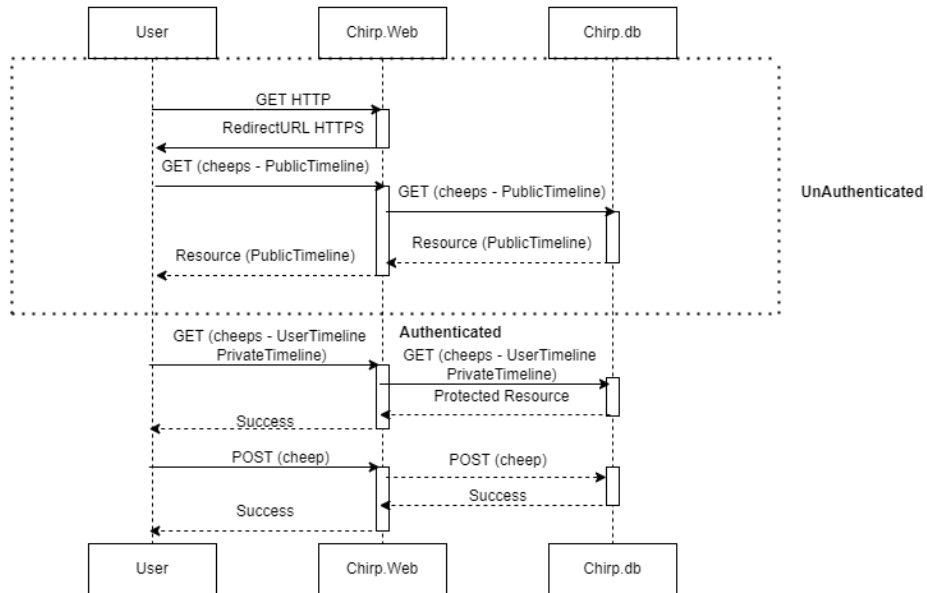 User
Chirp.Web
Chirp.db
GET HTTP
RedirectURL HTTPS
GET (cheeps - PublicTimeline)
GET (cheeps - PublicTimeline)
UnAuthenticated
Resource (PublicTimeline)
Resource (PublicTimeline)
Authenticated
GET (cheeps - UserTimeline
PrivateTimeline)
GET (cheeps - UserTimeline
PrivateTimeline)
Protected Resource
Success
POST (cheep)
POST (cheep)
Success
Success
User
Chirp.Web
Chirp.db